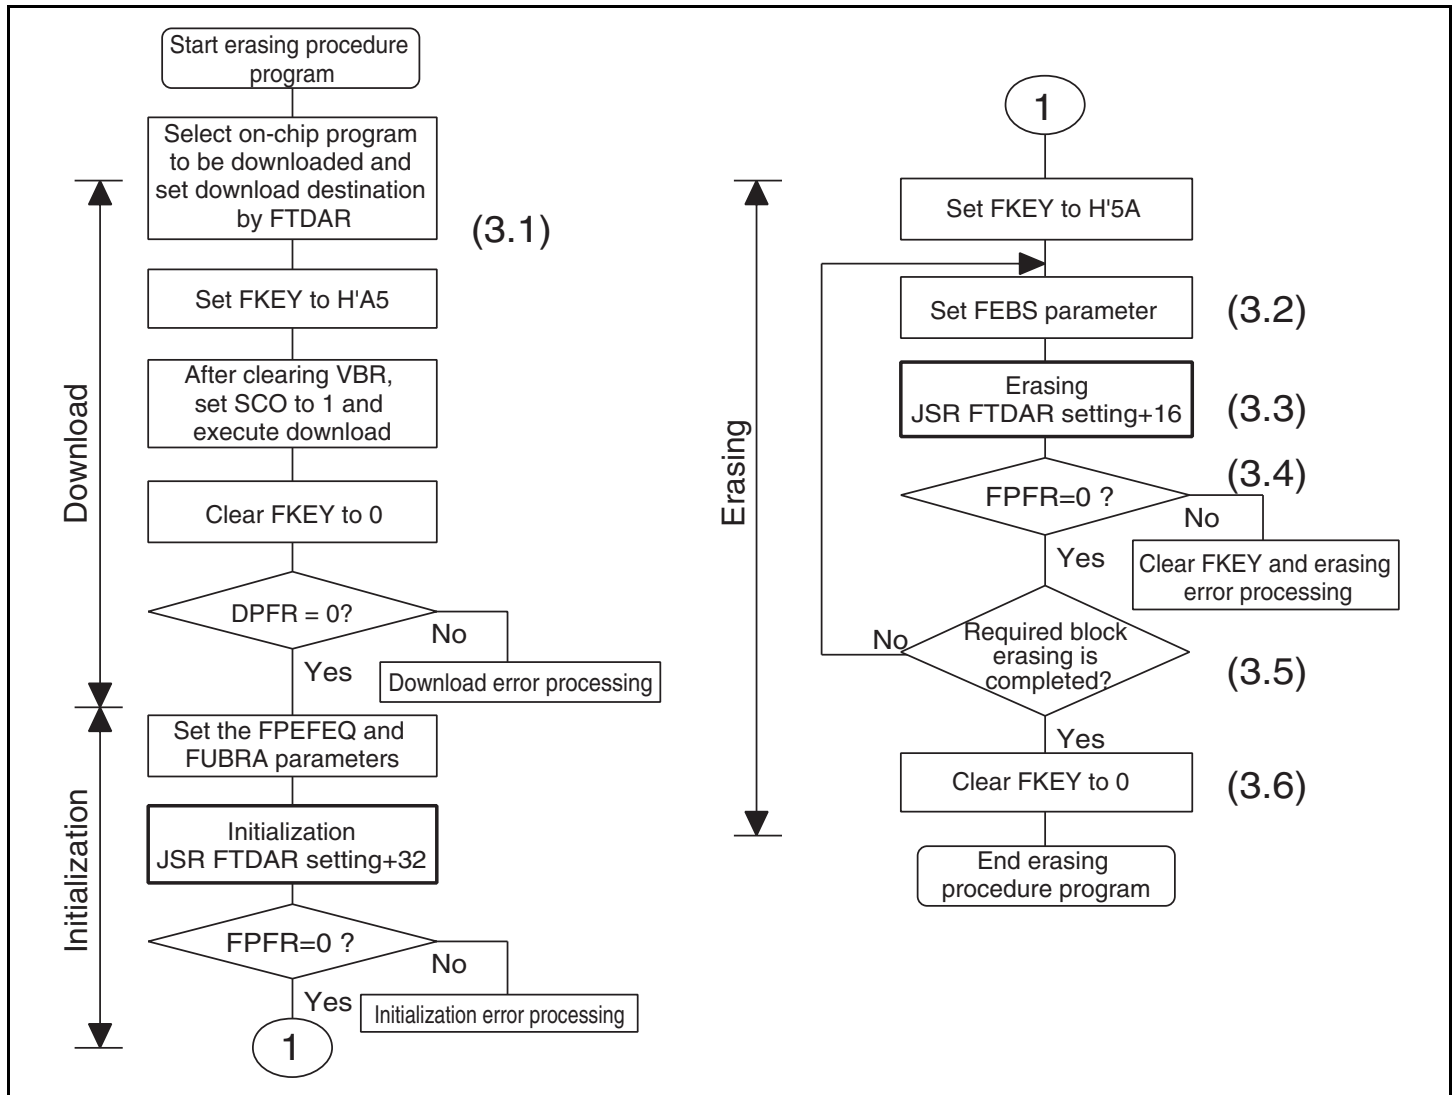 Start erasing procedure
program
Select on-chip program
to be downloaded and
set download destination
by FTDAR
(3.1)
Set FKEY to H'A5
After clearing VBR,
set SCO to 1 and
execute download
Clear FKEY to 0
DPFR = 0?
No
Yes
Download error processing
Download
Set the FPEFEQ and
FUBRA parameters
Initialization
JSR FTDAR setting+32
FPFR=0 ?
No
Yes
Initialization error processing
Initialization
1
1
Set FKEY to H'5A
Set FEBS parameter
(3.2)
Erasing
JSR FTDAR setting+16
(3.3)
(3.4)
FPFR=0 ?
No
Yes
Clear FKEY and erasing
error processing
Erasing
No
Required block
erasing is
completed?
(3.5)
Yes
Clear FKEY to 0
(3.6)
End erasing
procedure program